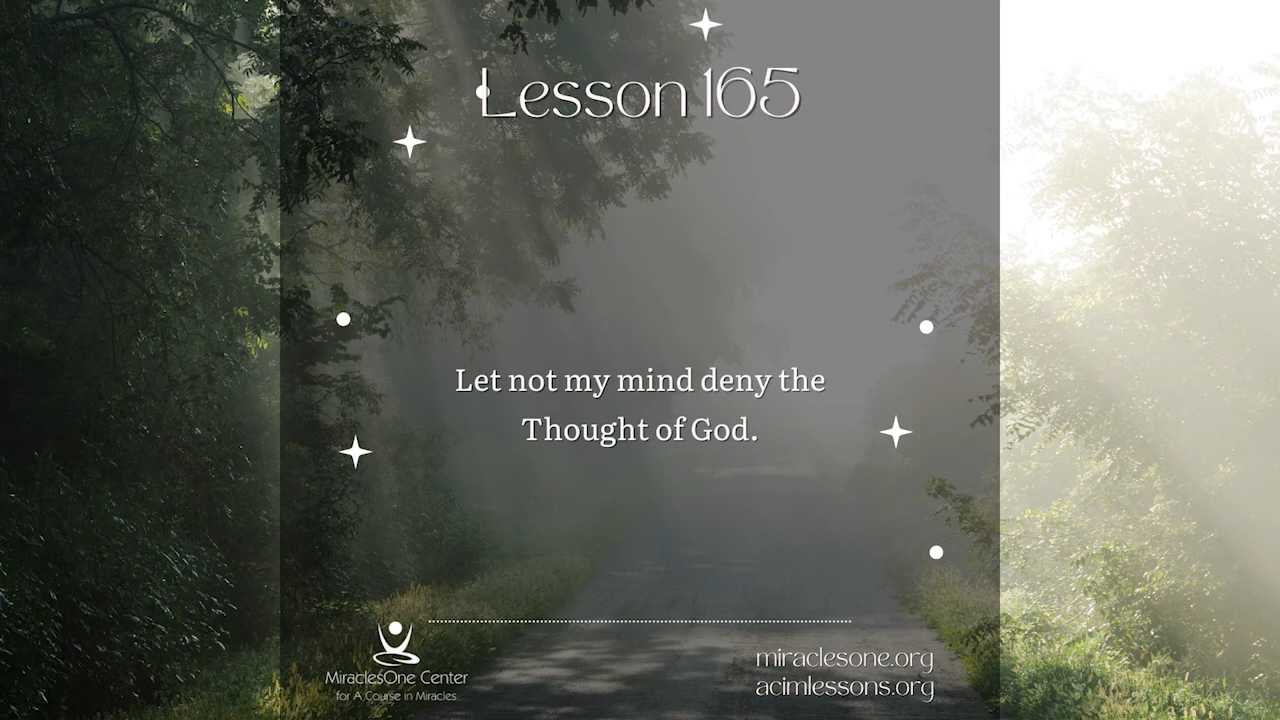 Lesson 165
Let not my mind deny the
Thought of God.
MiraclesOne Center
for A Course in Miracles
miraclesone.org
acimlessons.org